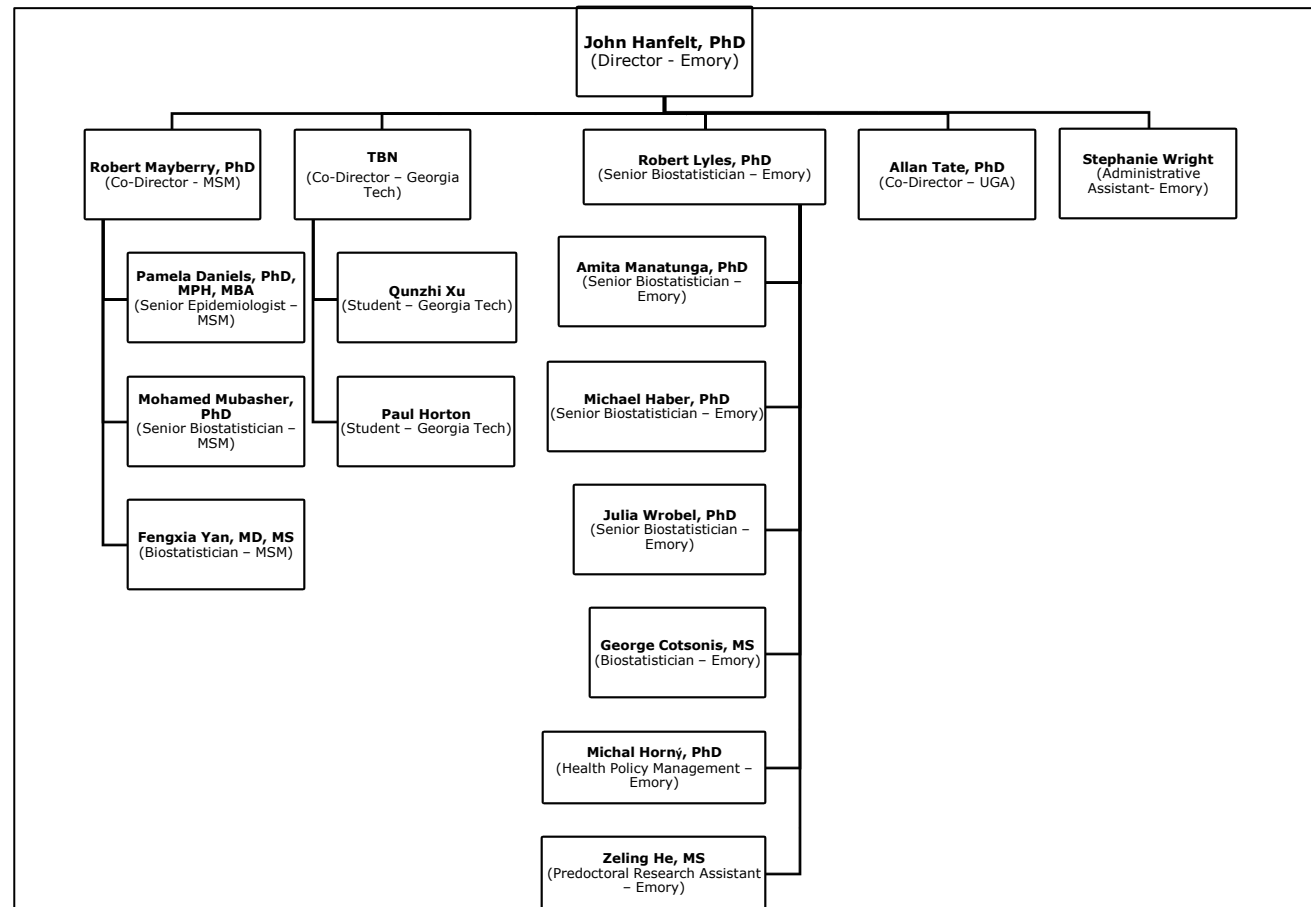 John Hanfelt, PhD
(Director - Emory)
Robert Mayberry, PhD
(Co-Director - MSM)
TBN
(Co-Director – Georgia
Tech)
Robert Lyles, PhD
(Senior Biostatistician – Emory)
Allan Tate, PhD
(Co-Director – UGA)
Stephanie Wright
(Administrative
Assistant- Emory)
Pamela Daniels, PhD,
MPH, MBA
(Senior Epidemiologist –
MSM)
Mohamed Mubasher,
PhD
(Senior Biostatistician –
MSM)
Fengxia Yan, MD, MS
(Biostatistician – MSM)
Qunzhi Xu
(Student – Georgia Tech)
Paul Horton
(Student – Georgia Tech)
Amita Manatunga, PhD
(Senior Biostatistician –
Emory)
Michael Haber, PhD
(Senior Biostatistician – Emory)
Julia Wrobel, PhD
(Senior Biostatistician –
Emory)
George Cotsonis, MS
(Biostatistician – Emory)
Michal Horný, PhD
(Health Policy Management –
Emory)
Zeling He, MS
(Predoctoral Research Assistant
– Emory)